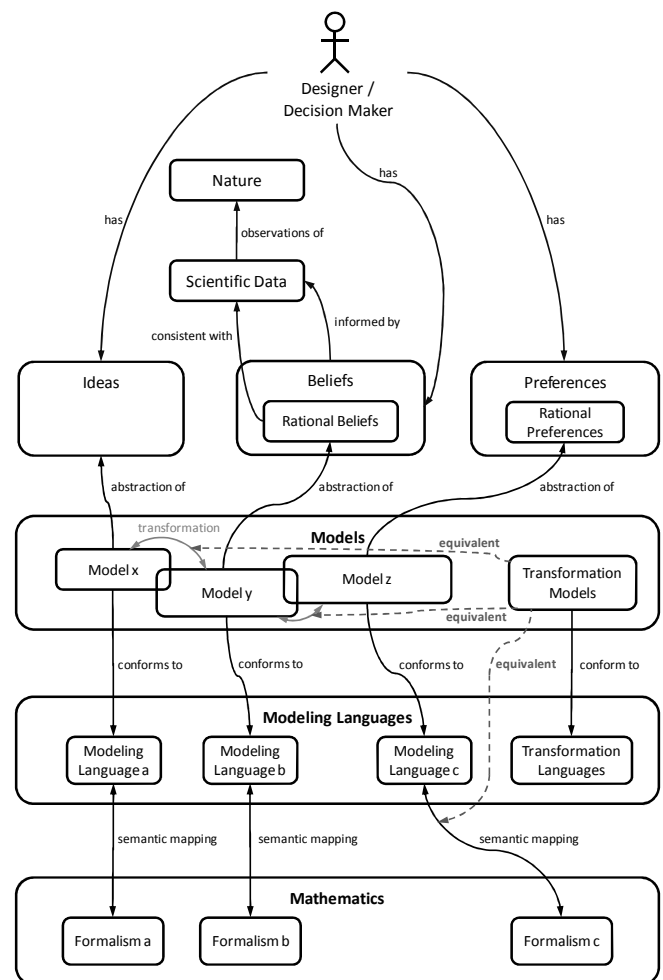 Designer /
Decision Maker
has
has
has
Nature
observations of
Scientific Data
consistent with
informed by
Ideas
Beliefs
Rational Beliefs
Preferences
Rational
Preferences
abstraction of
abstraction of
abstraction of
transformation
Models
equivalent
Model x
Model y
Model z
Transformation
Models
equivalent
conforms to
conforms to
conforms to
equivalent
conform to
Modeling Languages
Modeling
Language a
Modeling
Language b
Modeling
Language c
Transformation
Languages
semantic mapping
semantic mapping
semantic mapping
Mathematics
Formalism a
Formalism b
Formalism c